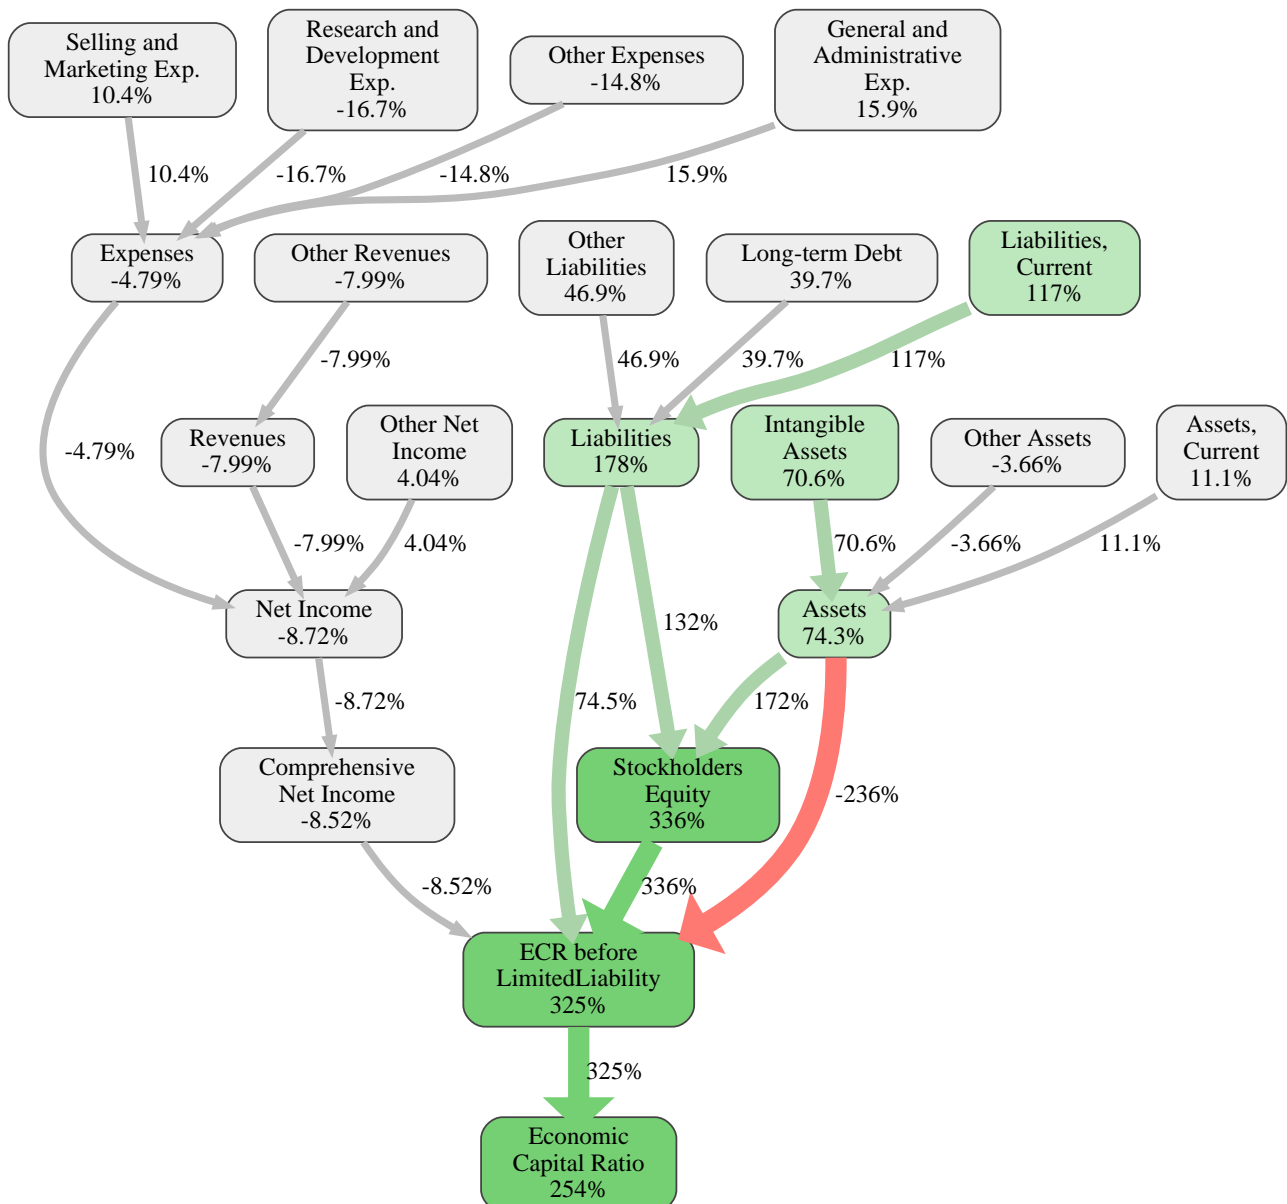 Selling and
Marketing Exp.
10.4%
Research and
Development
Exp.
-16.7%
Other Expenses
-14.8%
General and
Administrative
Exp.
15.9%
10.4%
-16.7%
-14.8%
15.9%
Expenses
-4.79%
Other Revenues
-7.99%
Other
Liabilities
46.9%
Long-term Debt
39.7%
Liabilities,
Current
117%
-7.99%
46.9%
39.7%
117%
-4.79%
Revenues
-7.99%
Other Net
Income
4.04%
Liabilities
178%
Intangible
Assets
70.6%
Other Assets
-3.66%
Assets,
Current
11.1%
-7.99%
4.04%
70.6%
-3.66%
11.1%
Net Income
-8.72%
132%
Assets
74.3%
-8.72%
74.5%
172%
Comprehensive
Net Income
-8.52%
Stockholders
Equity
336%
-236%
-8.52%
336%
ECR before
LimitedLiability
325%
325%
Economic
Capital Ratio
254%